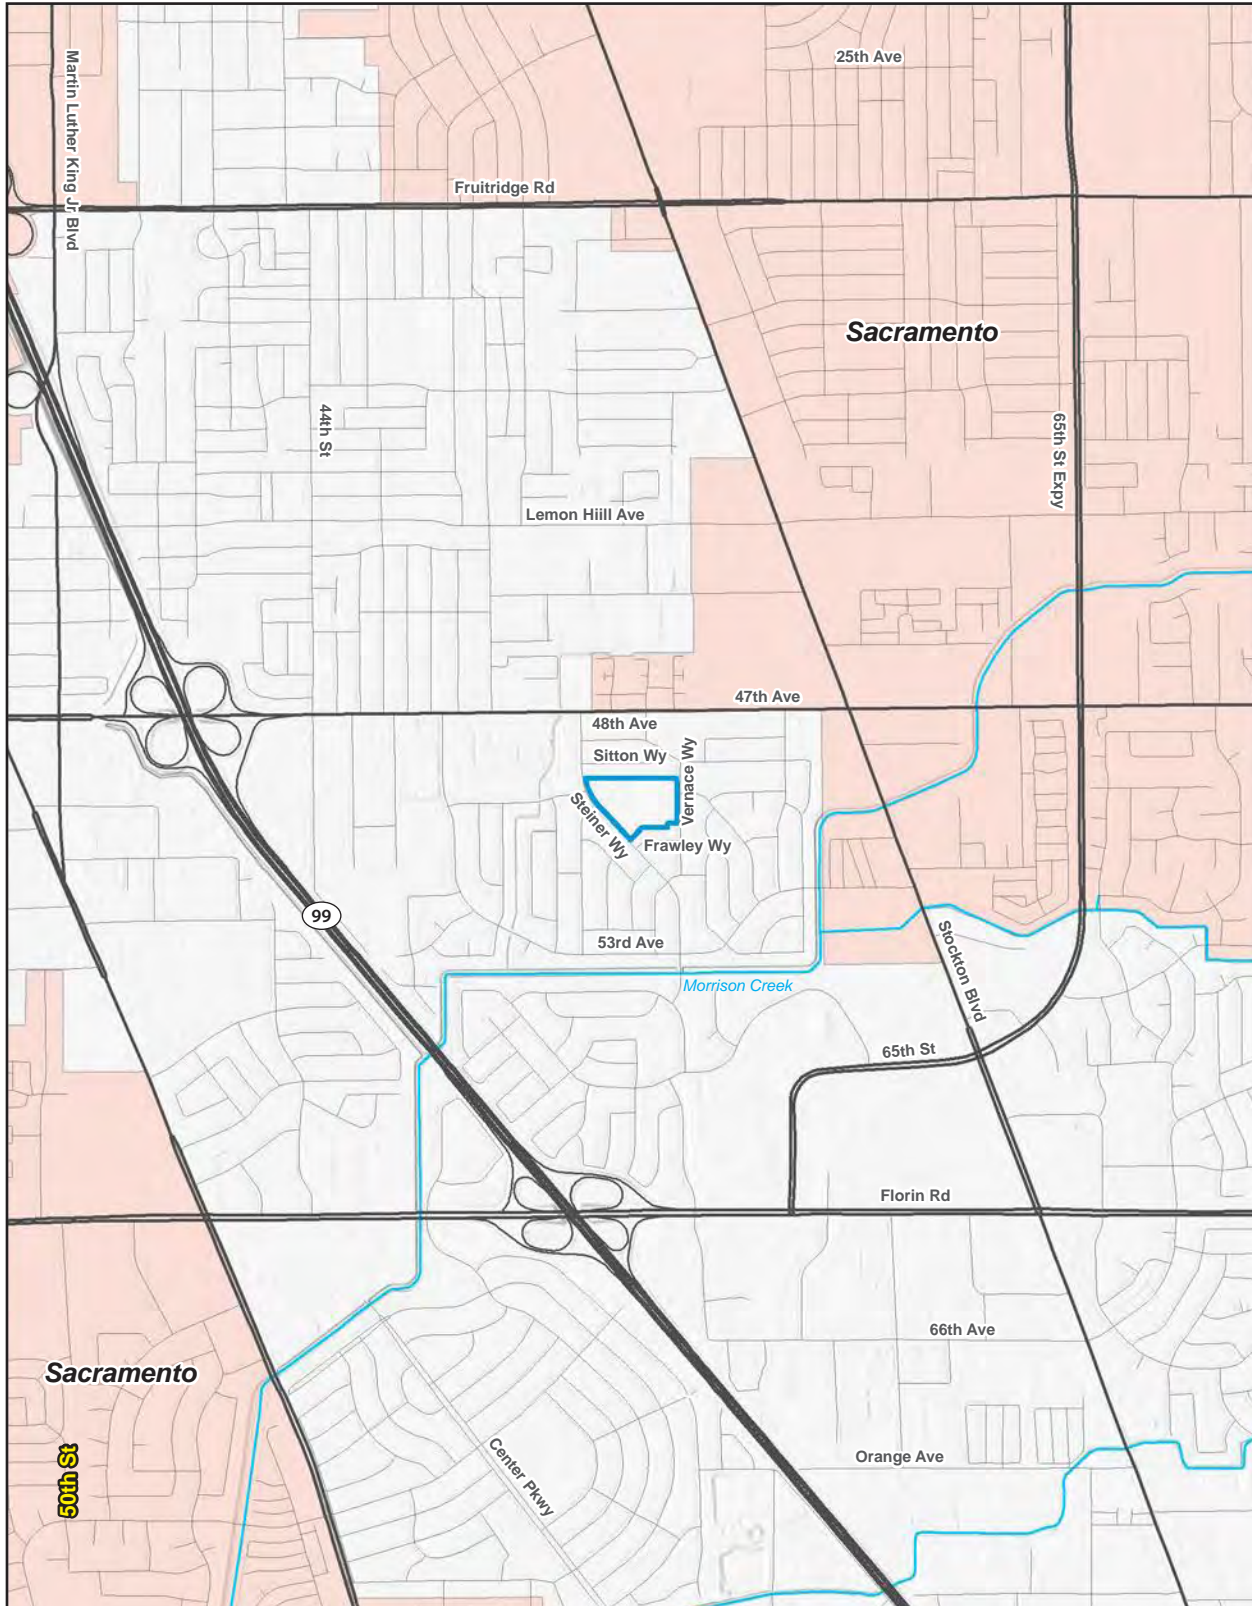 25th Ave
Martin Luther King Jr Blvd
Fruitridge Rd
Sacramento
44th St
65th St Expy
Lemon Hiill Ave
47th Ave
48th Ave
Sitton Wy
Vernace Wy
Steiner Wy
Frawley Wy
99
53rd Ave
Stockton Blvd
Morrison Creek
65th St
Florin Rd
66th Ave
Sacramento
Center Pkwy
Orange Ave
50th St